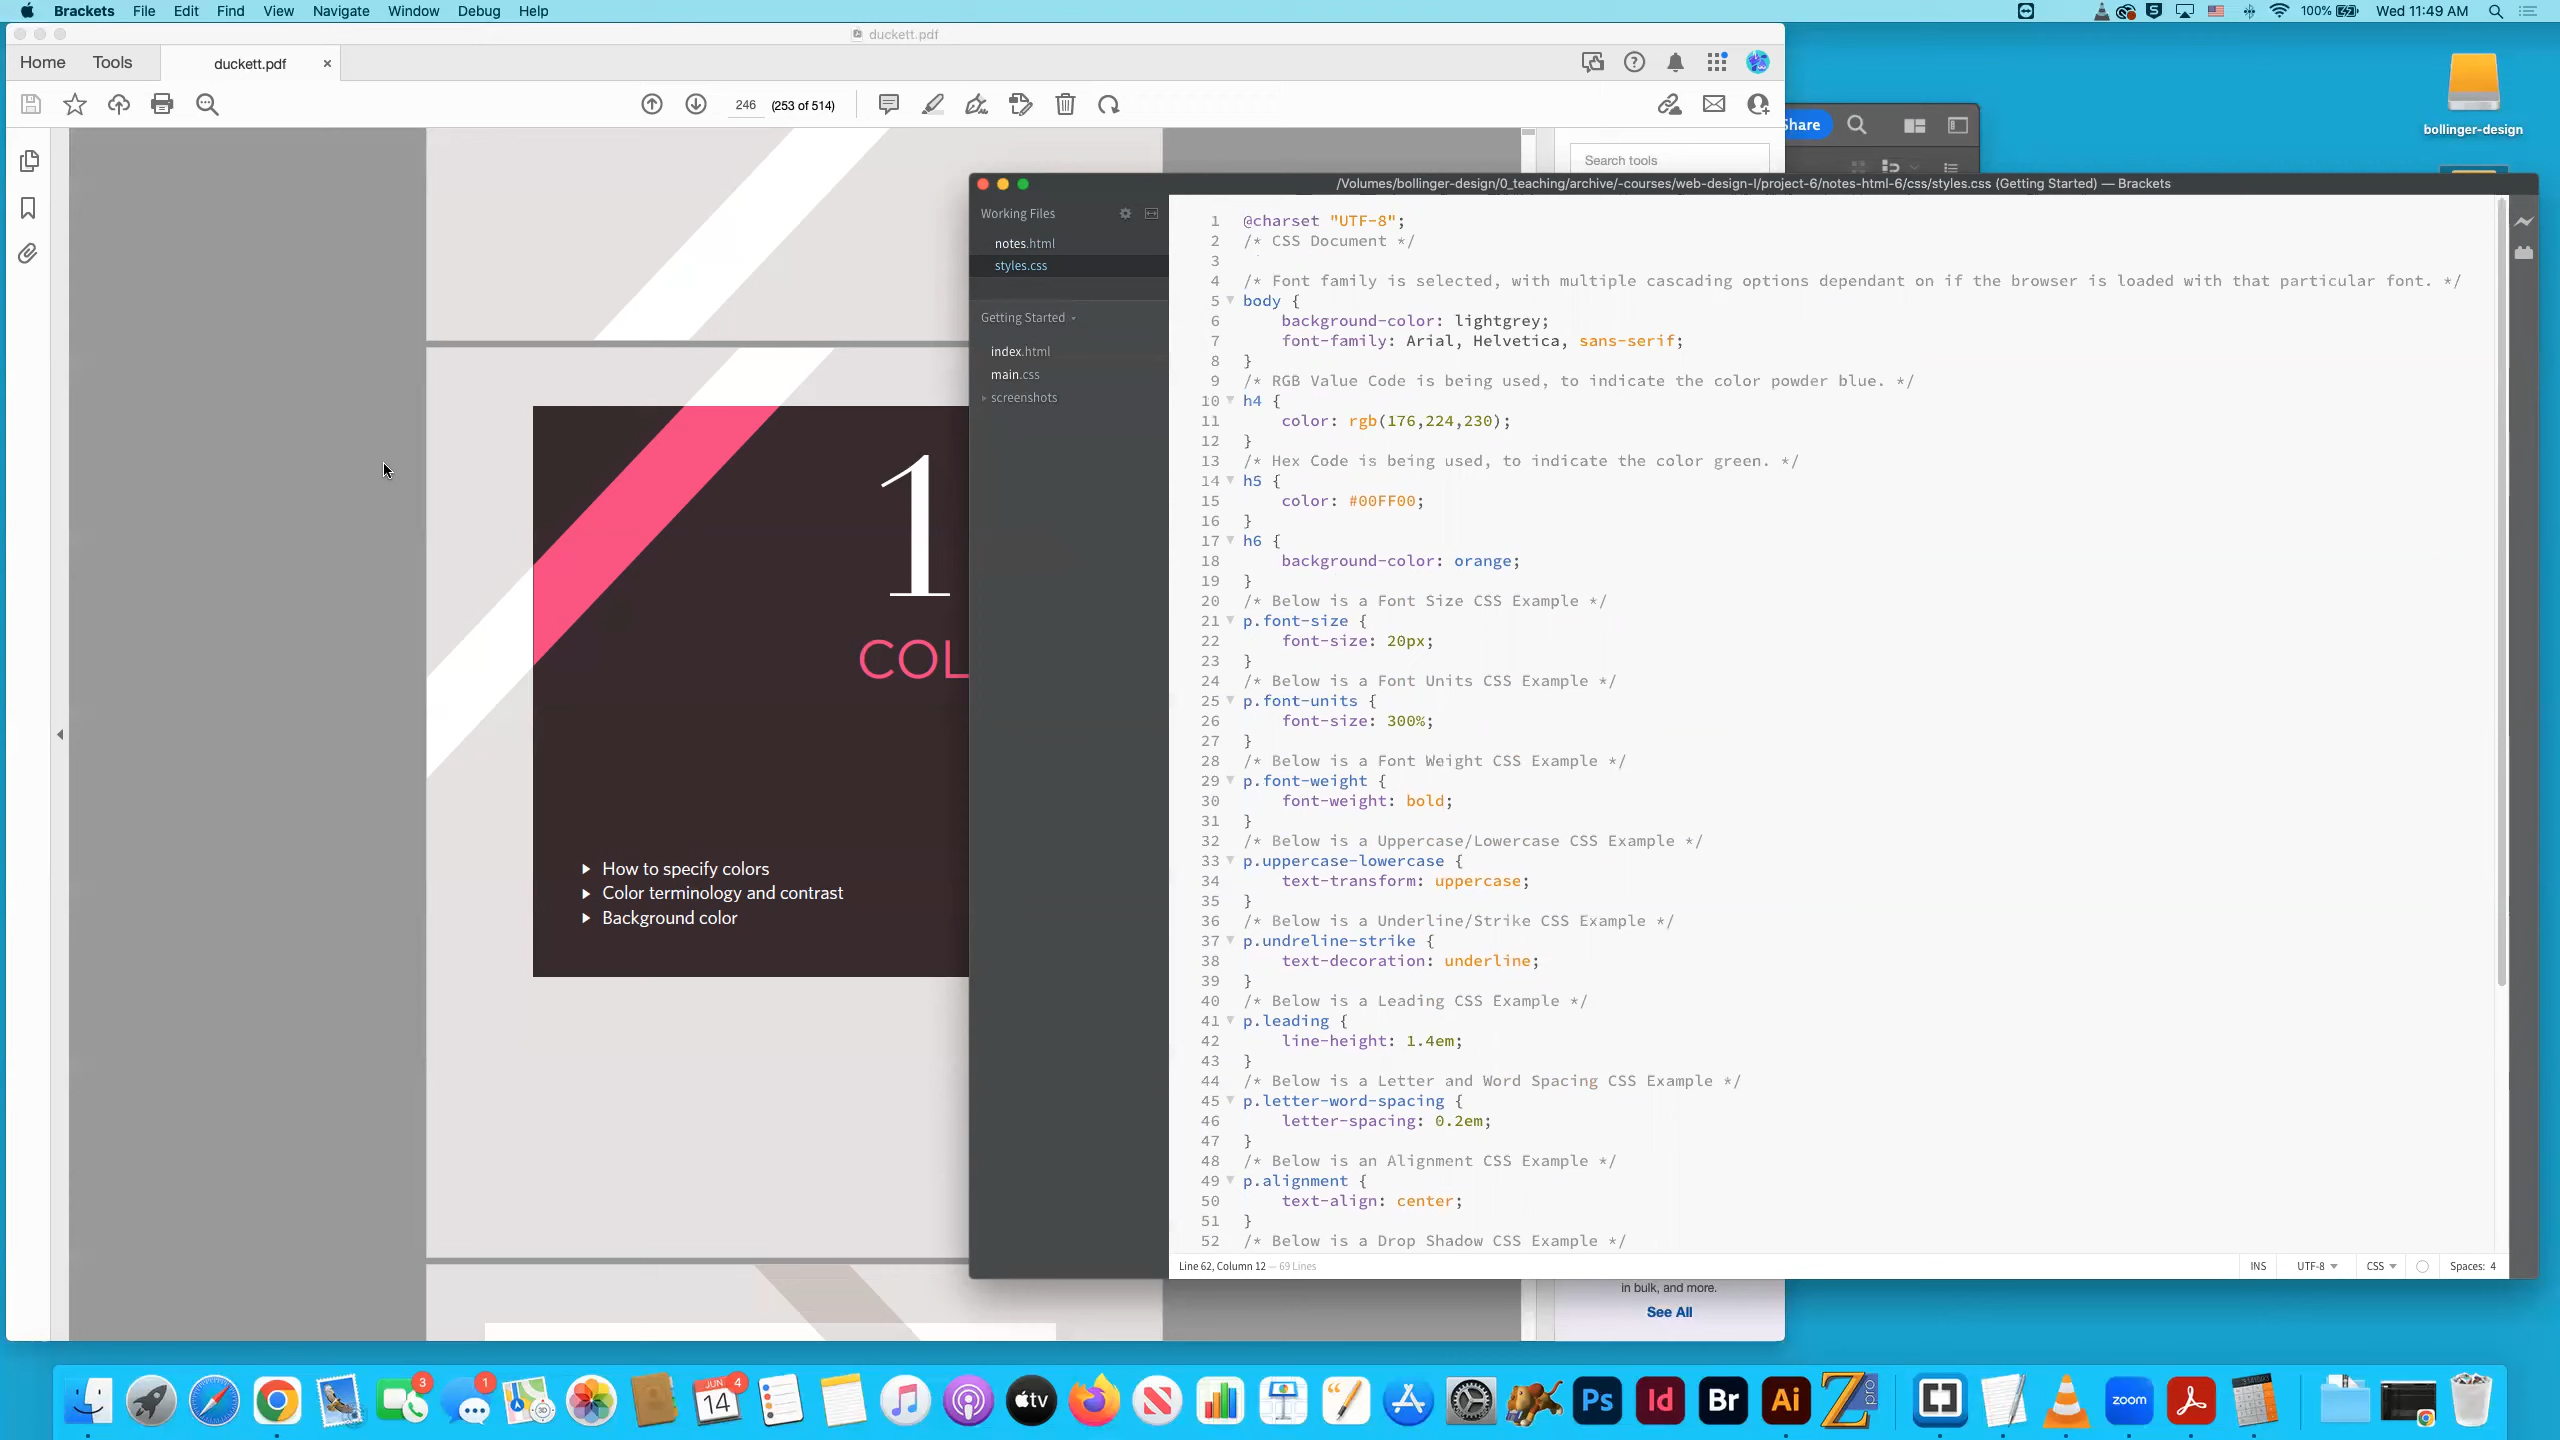 Brackets File Edit Find View Navigate Window Debug Help
100% Wed 11:49 AM
duckett.pdf
Home Tools duckett.pdf
246 (253 of 514)
Share
bollinger-design
Search tools
/Volumes/bollinger-design/0_teaching/archive/-courses/web-design-I/project-6/notes-html-6/css/styles.css (Getting Started) — Brackets
Working Files
notes.html
styles.css
Getting Started
index.html
main.css
screenshots
1
COL
How to specify colors
Color terminology and contrast
Background color
1 @charset "UTF-8";
2 /* CSS Document */
3
4 /* Font family is selected, with multiple cascading options dependant on if the browser is loaded with that particular font. */
5 body {
6 background-color: lightgrey;
7 font-family: Arial, Helvetica, sans-serif;
8 }
9 /* RGB Value Code is being used, to indicate the color powder blue. */
10 h4 {
11 color: rgb(176,224,230);
12 }
13 /* Hex Code is being used, to indicate the color green. */
14 h5 {
15 color: #00FF00;
16 }
17 h6 {
18 background-color: orange;
19 }
20 /* Below is a Font Size CSS Example */
21 p.font-size {
22 font-size: 20px;
23 }
24 /* Below is a Font Units CSS Example */
25 p.font-units {
26 font-size: 300%;
27 }
28 /* Below is a Font Weight CSS Example */
29 p.font-weight {
30 font-weight: bold;
31 }
32 /* Below is a Uppercase/Lowercase CSS Example */
33 p.uppercase-lowercase {
34 text-transform: uppercase;
35 }
36 /* Below is a Underline/Strike CSS Example */
37 p.undreline-strike {
38 text-decoration: underline;
39 }
40 /* Below is a Leading CSS Example */
41 p.leading {
42 line-height: 1.4em;
43 }
44 /* Below is a Letter and Word Spacing CSS Example */
45 p.letter-word-spacing {
46 letter-spacing: 0.2em;
47 }
48 /* Below is an Alignment CSS Example */
49 p.alignment {
50 text-align: center;
51 }
52 /* Below is a Drop Shadow CSS Example */
Line 62, Column 12 — 69 Lines
INS UTF-8 CSS Spaces: 4
in bulk, and more.
See All
3 1 JUN 14 4 tv Ps Id Br Ai Z pro zoom